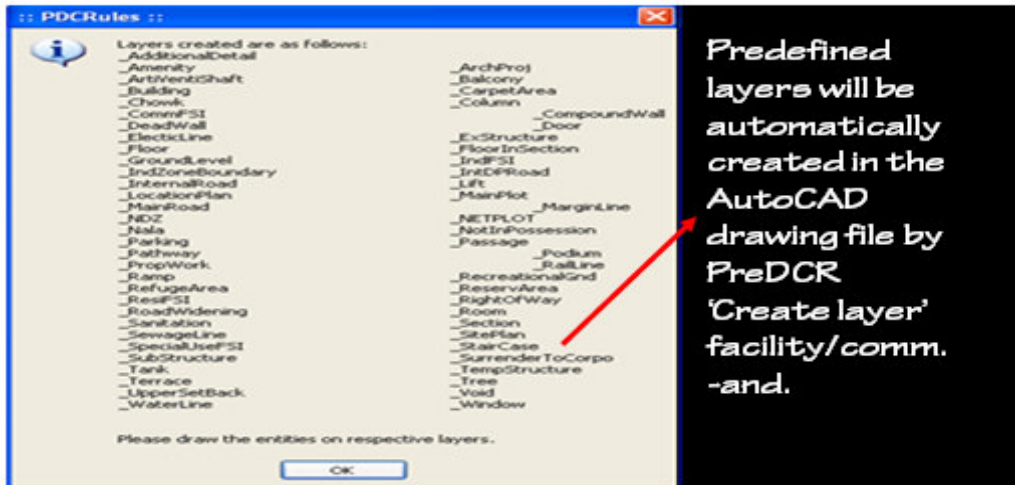 :: PDCRules ::
Layers created are as follows:
_AdditionalDetail
_Amenity _ArchProj
_ArtiVentiShaft _Balcony
_Building _CarpetArea
_Chowk _Column
_CommFSI _CompoundWall
_DeadWall _Door
_ElecticLine _ExStructure
_Floor _FloorInSection
_GroundLevel _IndFSI
_IndZoneBoundary _IntDPRoad
_InternalRoad _Lift
_LocationPlan _MainPlot
_MainRoad _MarginLine
_NDZ _NETPLOT
_Nala _NotInPossession
_Parking _Passage
_Pathway _Podium
_PropWork _RailLine
_Ramp _RecreationalGnd
_RefugeArea _ReservArea
_ResiFSI _RightOfWay
_RoadWidening _Room
_Sanitation _Section
_SewageLine _SitePlan
_SpecialUseFSI _StairCase
_SubStructure _SurrenderToCorpo
_Tank _TempStructure
_Terrace _Tree
_UpperSetBack _Void
_WaterLine _Window
Please draw the entities on respective layers.
OK
Predefined
layers will be
automatically
created in the
AutoCAD
drawing file by
PreDCR
‘Create layer’
facility/comm.
-and.